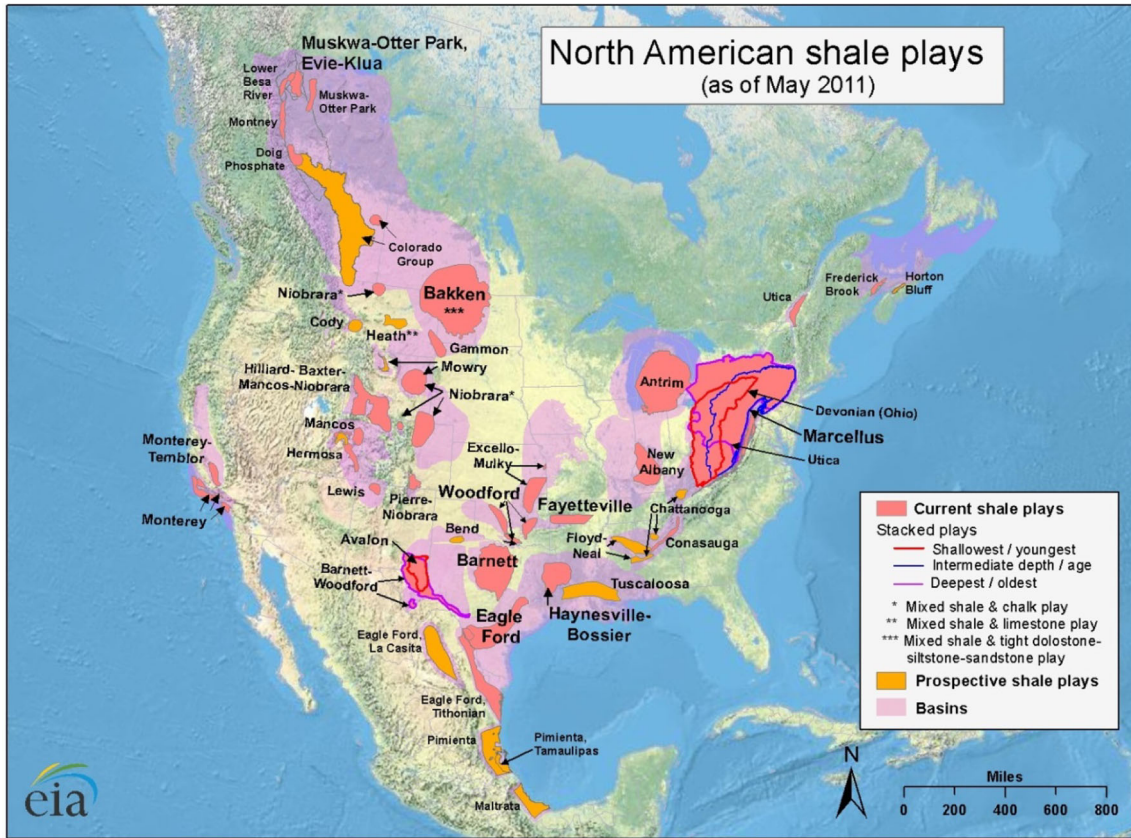 North American shale plays
(as of May 2011)
Muskwa-Otter Park,
Evie-Klua
Lower
Besa
River
Muskwa-
Otter Park
Montney
Doig
Phosphate
Colorado
Group
Niobrara*
Bakken
***
Cody
Heath**
Gammon
Mowry
Hilliard- Baxter-
Mancos-Niobrara
Niobrara*
Mancos
Hermosa
Monterey-
Temblor
Monterey
Lewis
Pierre-
Niobrara
Excello-
Mulky
Woodford
Fayetteville
Bend
Avalon
Barnett-
Woodford
Barnett
Eagle
Ford
Eagle Ford,
La Casita
Eagle Ford,
Tithonian
Pimienta
Pimienta,
Tamaulipas
Maltrata
Antrim
New
Albany
Chattanooga
Floyd-
Neal
Conasauga
Tuscaloosa
Haynesville-
Bossier
Utica
Frederick
Brook
Horton
Bluff
Devonian (Ohio)
Marcellus
Utica
Current shale plays
Stacked plays
Shallowest / youngest
Intermediate depth / age
Deepest / oldest
* Mixed shale & chalk play
** Mixed shale & limestone play
*** Mixed shale & tight dolostone-
siltstone-sandstone play
Prospective shale plays
Basins
N
Miles
0 200 400 600 800
eia